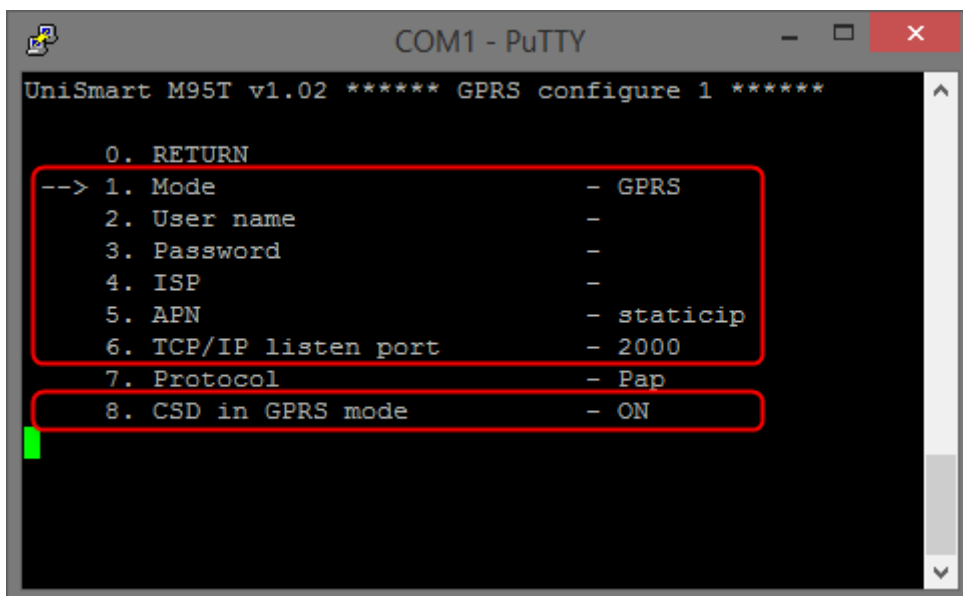 COM1 - PuTTY
UniSmart M95T v1.02 ****** GPRS configure 1 ******
0. RETURN
--> 1. Mode - GPRS
2. User name -
3. Password -
4. ISP -
5. APN - staticip
6. TCP/IP listen port - 2000
7. Protocol - Pap
8. CSD in GPRS mode - ON